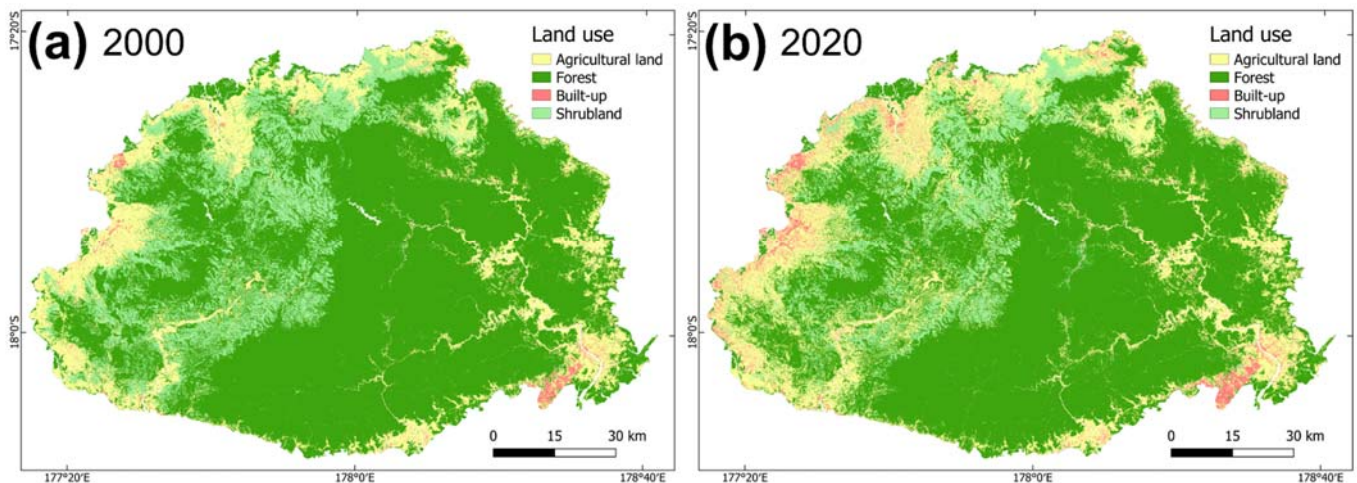 (a) 2000
Land use
Agricultural land
Forest
Built-up
Shrubland
17°20'S
18°0'S
0 15 30 km
177°20'E 178°0'E 178°40'E
(b) 2020
Land use
Agricultural land
Forest
Built-up
Shrubland
17°20'S
18°0'S
0 15 30 km
177°20'E 178°0'E 178°40'E